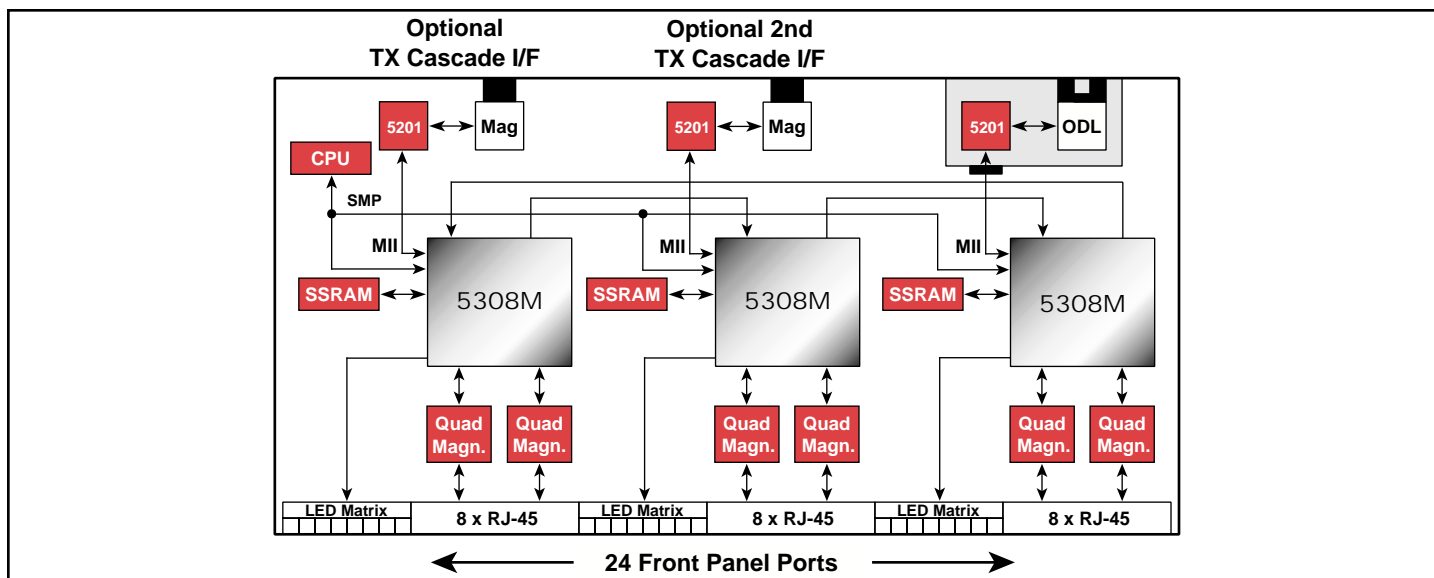 Optional
TX Cascade I/F
Optional 2nd
TX Cascade I/F
5201
Mag
5201
Mag
5201
ODL
CPU
SMP
MII
MII
MII
SSRAM
5308M
SSRAM
5308M
SSRAM
5308M
Quad
Magn.
Quad
Magn.
Quad
Magn.
Quad
Magn.
Quad
Magn.
Quad
Magn.
LED Matrix
8 x RJ-45
LED Matrix
8 x RJ-45
LED Matrix
8 x RJ-45
24 Front Panel Ports